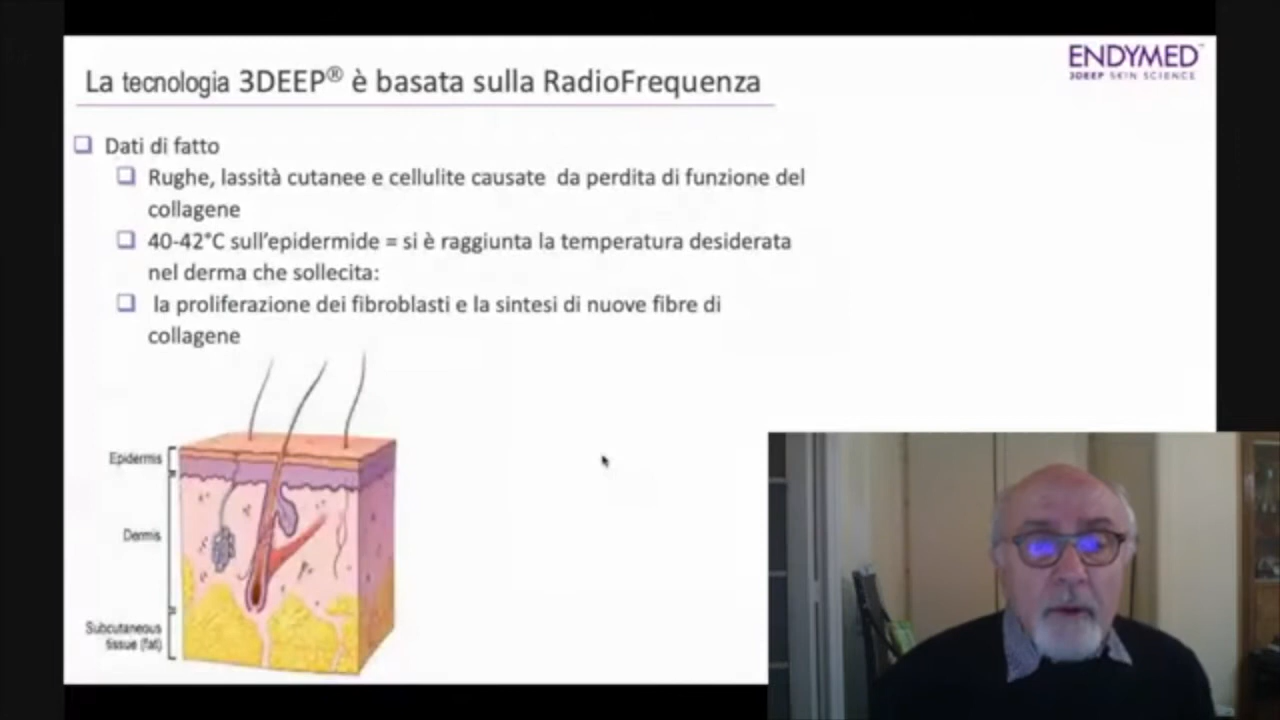 ENDYMED™
3DEEP SKIN SCIENCE
La tecnologia 3DEEP® è basata sulla RadioFrequenza
Dati di fatto
Rughe, lassità cutanee e cellulite causate da perdita di funzione del
collagene
40-42°C sull'epidermide = si è raggiunta la temperatura desiderata
nel derma che sollecita:
la proliferazione dei fibroblasti e la sintesi di nuove fibre di
collagene
Epidermis
Dermis
Subcutaneous
tissue (fat)